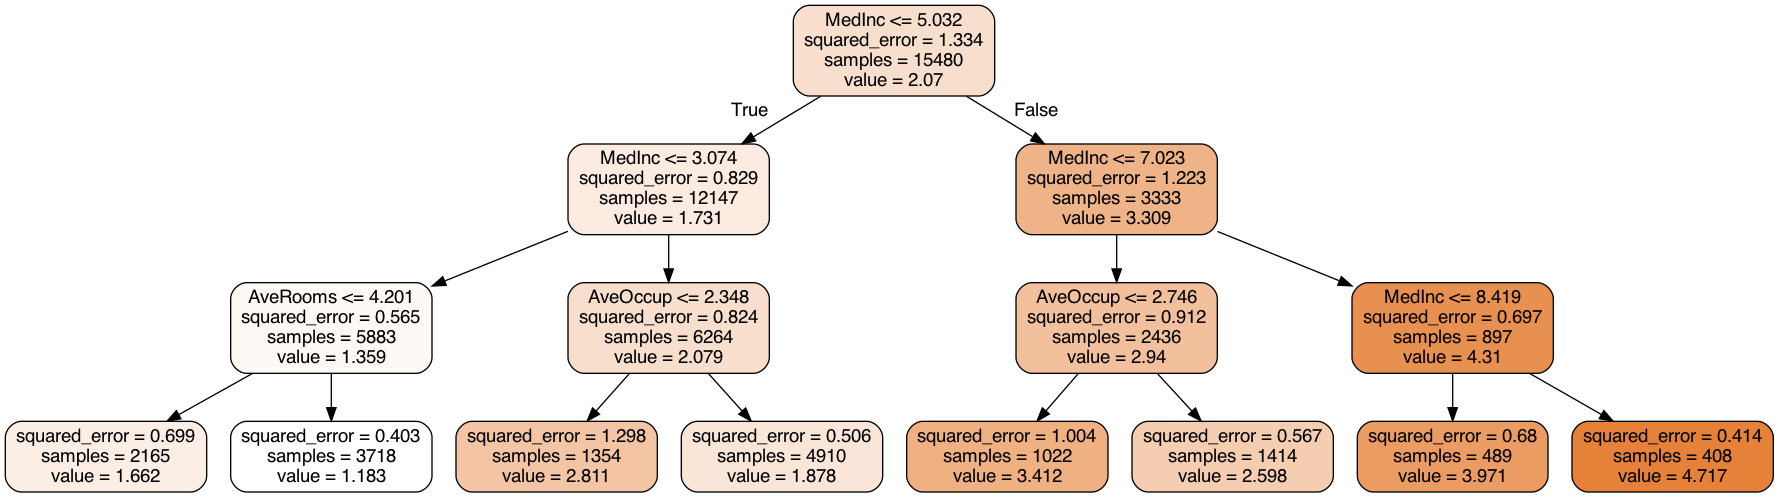 MedInc <= 5.032
squared_error = 1.334
samples = 15480
value = 2.07
True
False
MedInc <= 3.074
squared_error = 0.829
samples = 12147
value = 1.731
MedInc <= 7.023
squared_error = 1.223
samples = 3333
value = 3.309
AveRooms <= 4.201
squared_error = 0.565
samples = 5883
value = 1.359
AveOccup <= 2.348
squared_error = 0.824
samples = 6264
value = 2.079
AveOccup <= 2.746
squared_error = 0.912
samples = 2436
value = 2.94
MedInc <= 8.419
squared_error = 0.697
samples = 897
value = 4.31
squared_error = 0.699
samples = 2165
value = 1.662
squared_error = 0.403
samples = 3718
value = 1.183
squared_error = 1.298
samples = 1354
value = 2.811
squared_error = 0.506
samples = 4910
value = 1.878
squared_error = 1.004
samples = 1022
value = 3.412
squared_error = 0.567
samples = 1414
value = 2.598
squared_error = 0.68
samples = 489
value = 3.971
squared_error = 0.414
samples = 408
value = 4.717